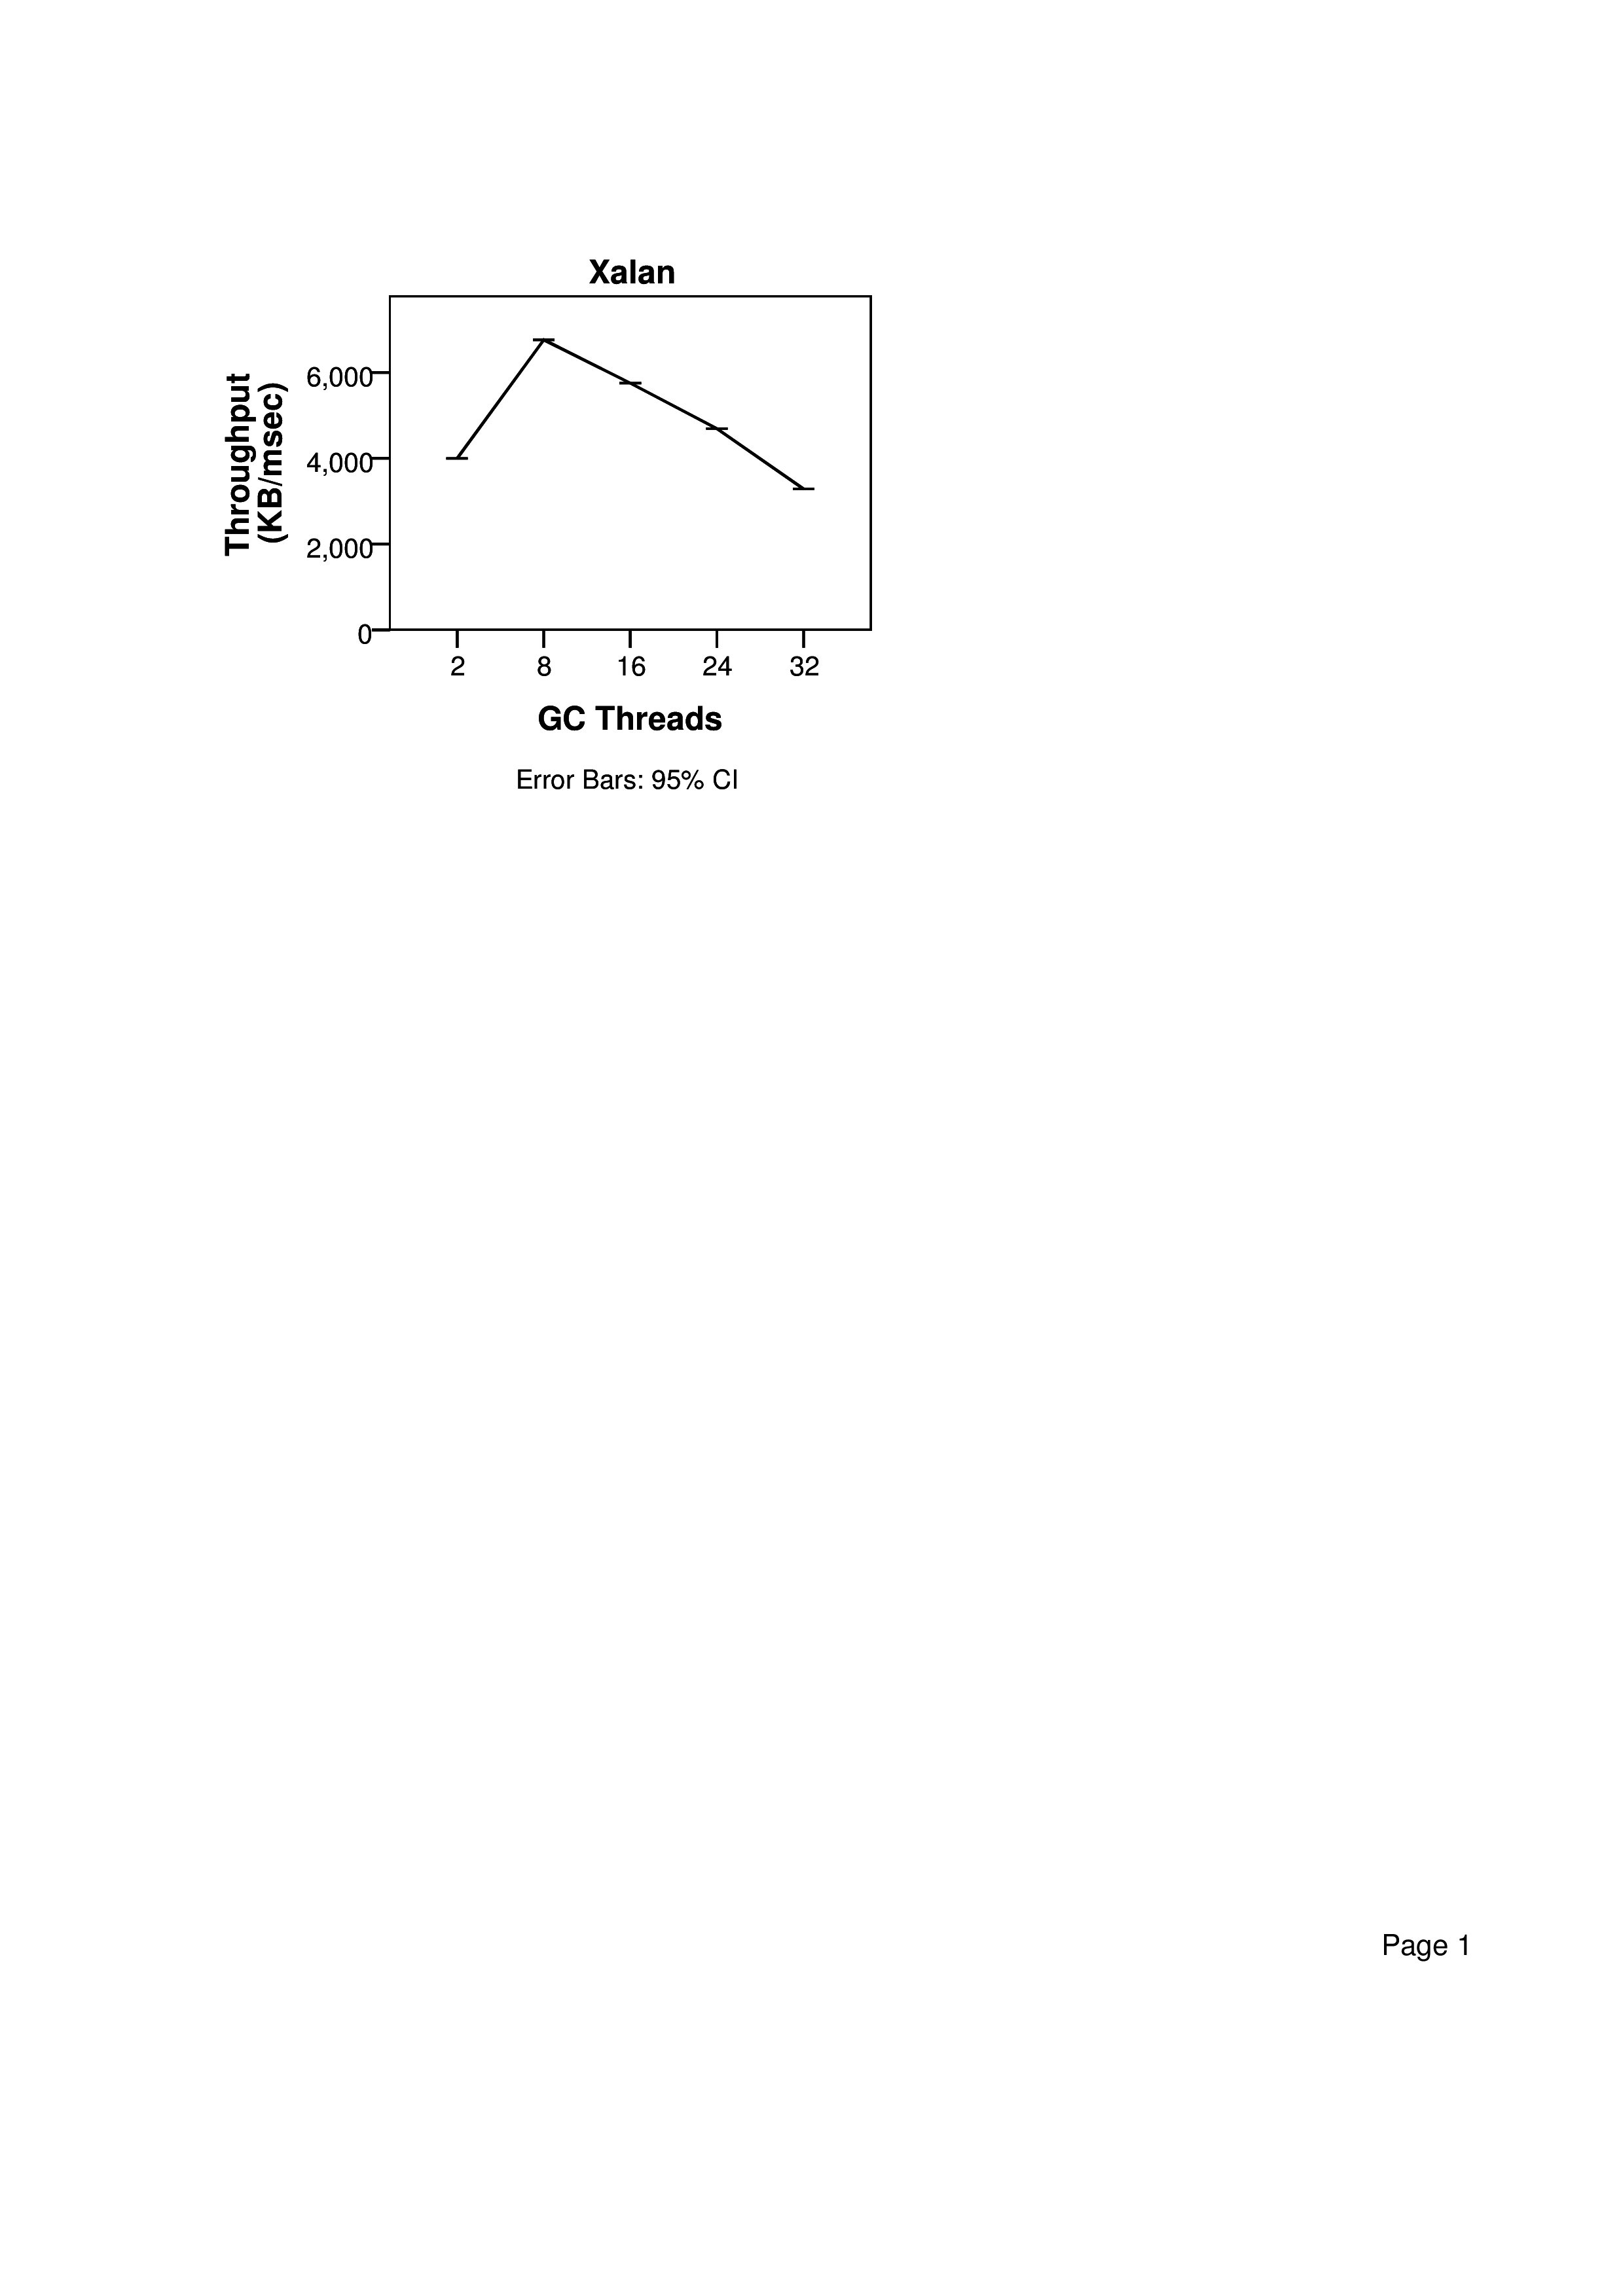 Xalan
Throughput
(KB/msec)
6,000
4,000
2,000
0
2 8 16 24 32
GC Threads
Error Bars: 95% CI
Page 1